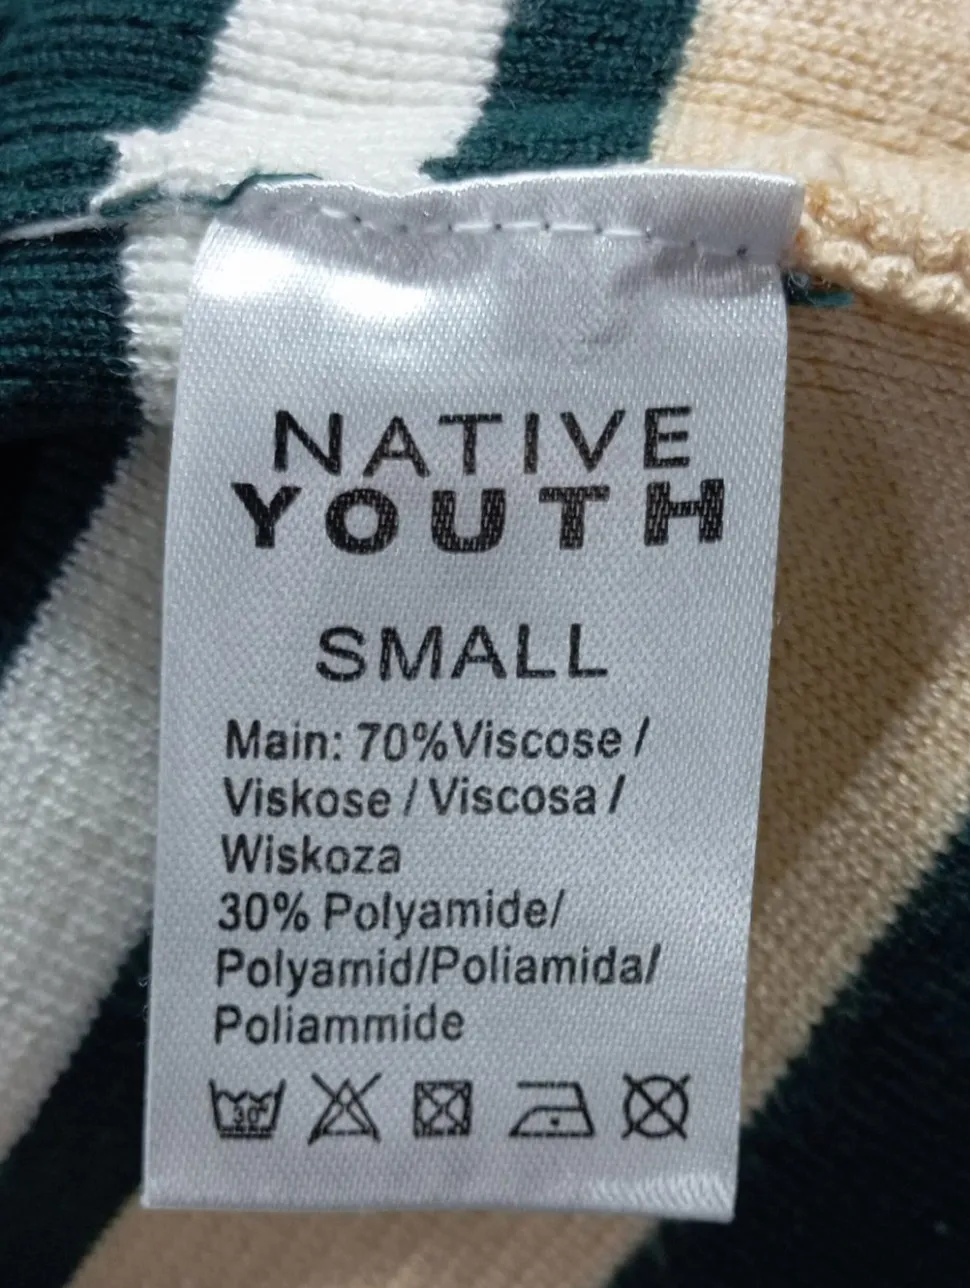 NATIVE
YOUTH
SMALL
Main: 70%Viscose /
Viskose / Viscosa /
Wiskoza
30% Polyamide/
Polyamid/Poliamida/
Poliammide
30°